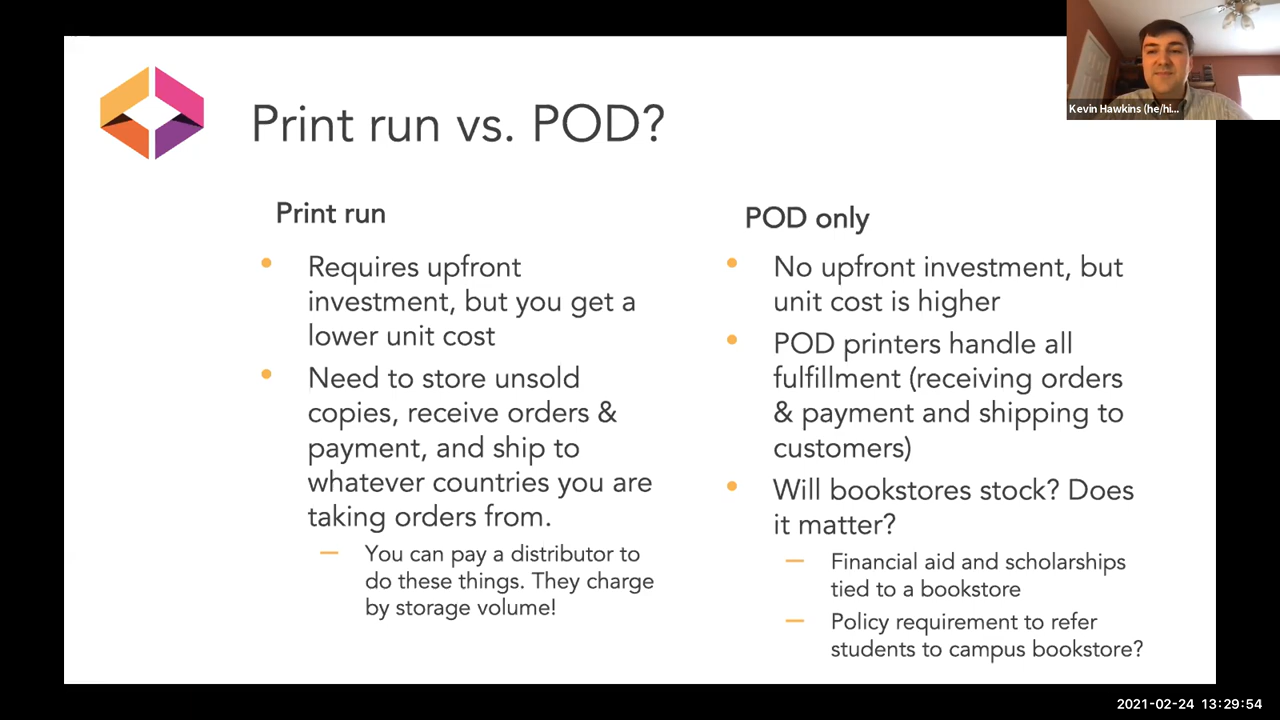 Print run vs. POD?
Kevin Hawkins (he/hi...
Print run
Requires upfront
investment, but you get a
lower unit cost
Need to store unsold
copies, receive orders &
payment, and ship to
whatever countries you are
taking orders from.
You can pay a distributor to
do these things. They charge
by storage volume!
POD only
No upfront investment, but
unit cost is higher
POD printers handle all
fulfillment (receiving orders
& payment and shipping to
customers)
Will bookstores stock? Does
it matter?
Financial aid and scholarships
tied to a bookstore
Policy requirement to refer
students to campus bookstore?
2021-02-24 13:29:54